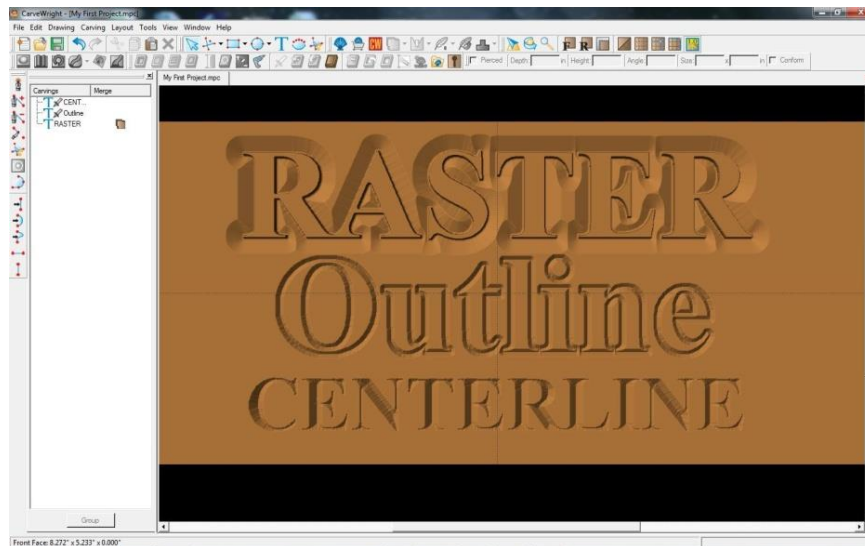 CarveWright - [My First Project.mpc]
File Edit Drawing Carving Layout Tools View Window Help
CW
F R
Pierced Depth: in Height: Angle: Size: x in Conform
My First Project.mpc
Carvings Merge
CENT...
Outline
RASTER
RASTER
Outline
CENTERLINE
Group
Front Face: 8.272" x 5.233" x 0.000"